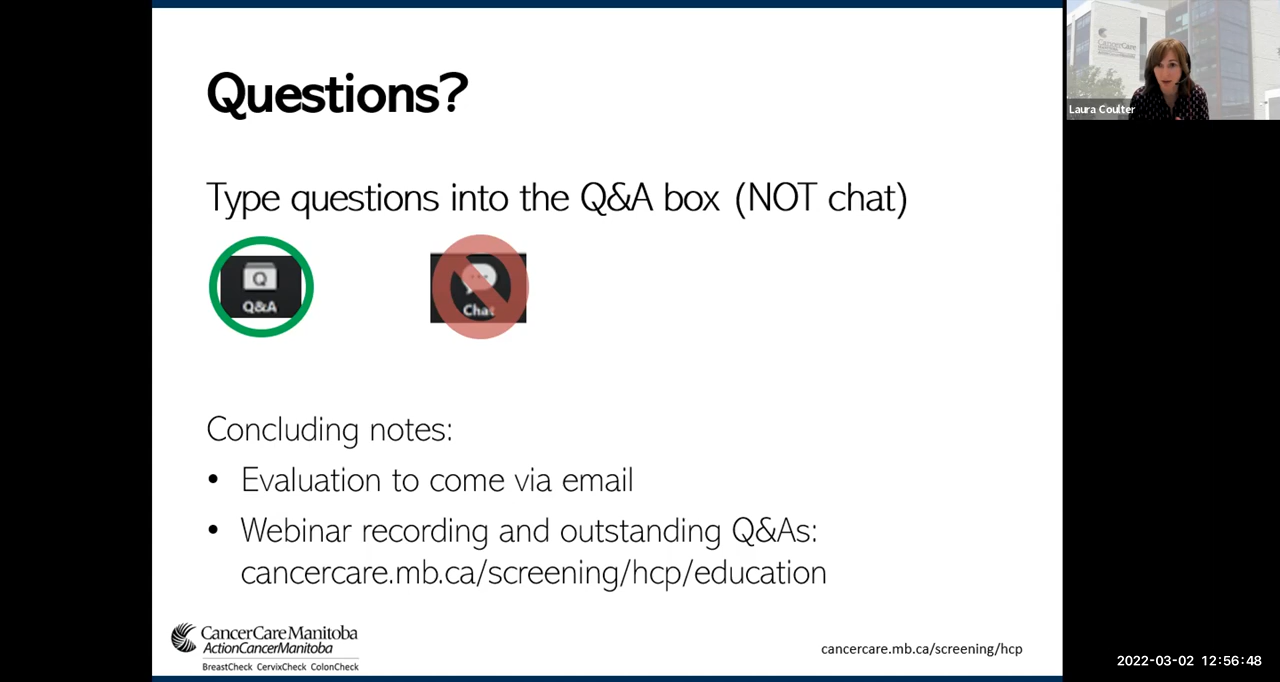 Questions?
Type questions into the Q&A box (NOT chat)
Q
Q&A
Chat
Concluding notes:
• Evaluation to come via email
• Webinar recording and outstanding Q&As:
cancercare.mb.ca/screening/hcp/education
CancerCare Manitoba
ActionCancerManitoba
BreastCheck CervixCheck ColonCheck
cancercare.mb.ca/screening/hcp
CancerCare
Laura Coulter
2022-03-02 12:56:48